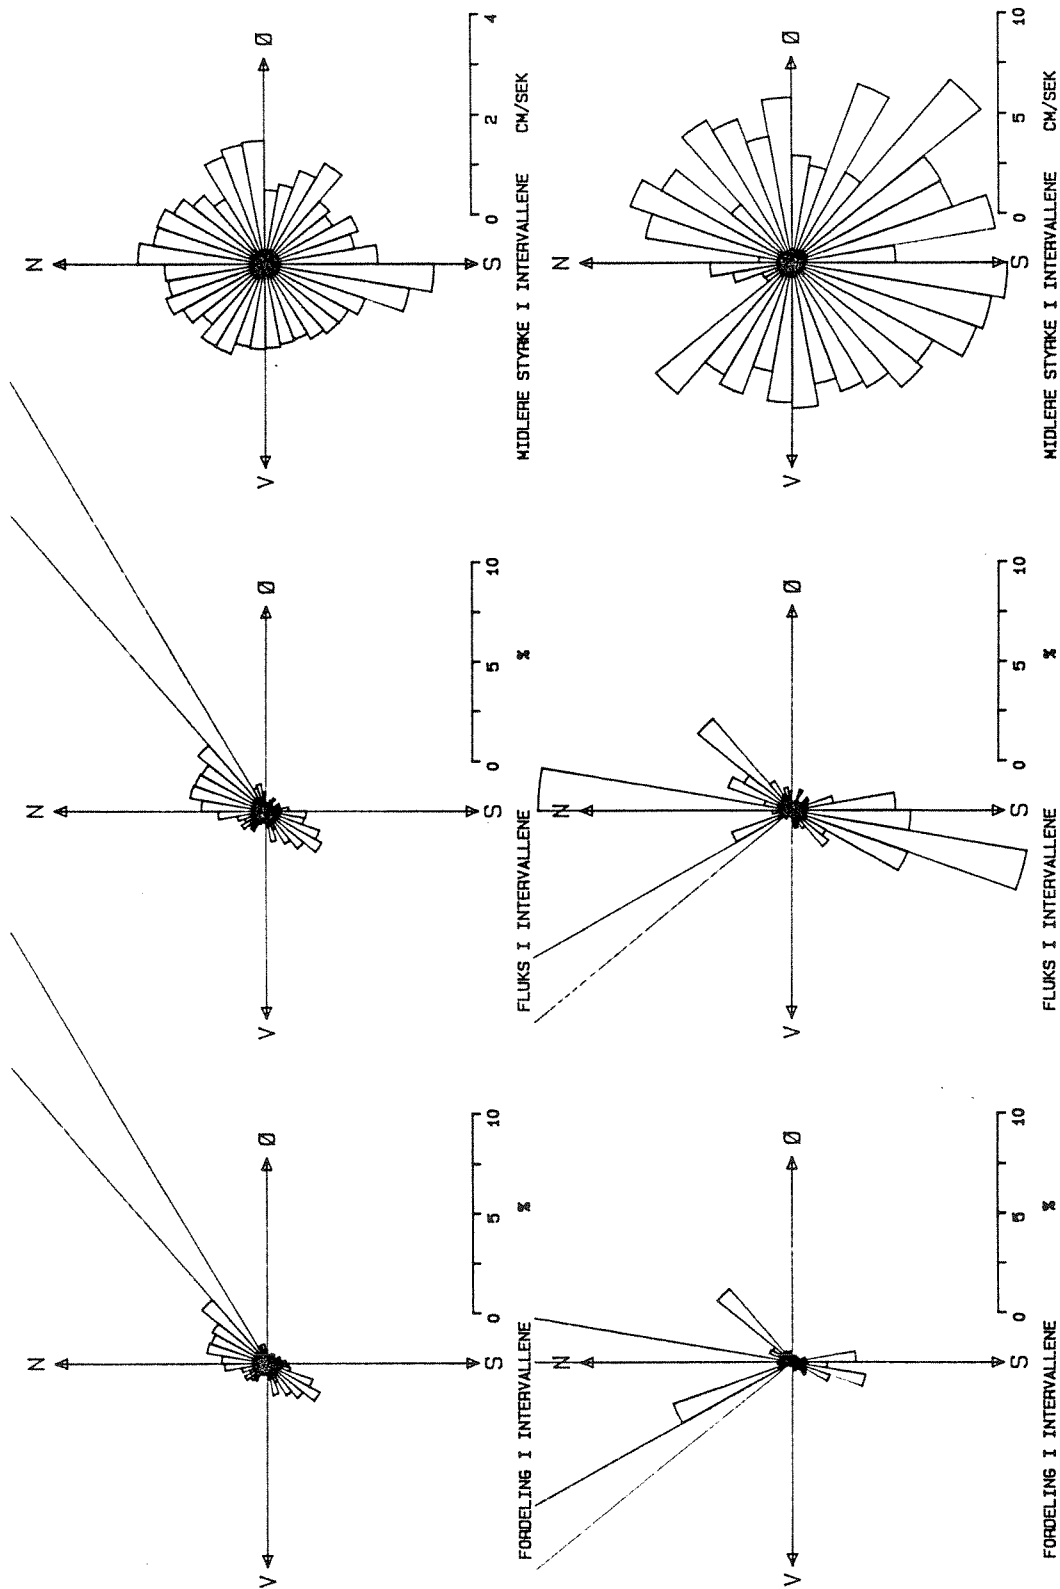 N
V Ø
S
0 5 10
FORDELING I INTERVALLENE %
N
V Ø
S
0 5 10
FLUKS I INTERVALLENE %
N
V Ø
S
0 2 4
MIDLERE STYRKE I INTERVALLENE CM/SEK
N
V Ø
S
0 5 10
FORDELING I INTERVALLENE %
N
V Ø
S
0 5 10
FLUKS I INTERVALLENE %
N
V Ø
S
0 5 10
MIDLERE STYRKE I INTERVALLENE CM/SEK